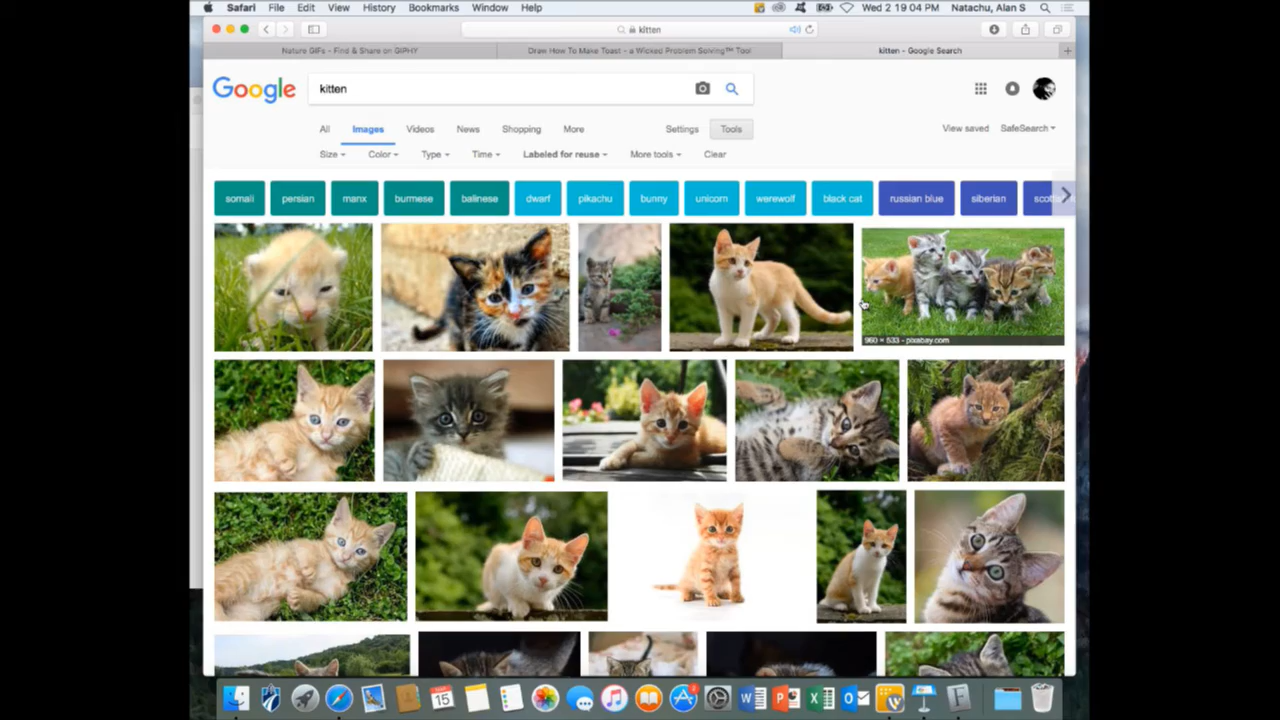 Safari File Edit View History Bookmarks Window Help Wed 2 19 04 PM Natachu, Alan S
kitten
Nature GIFs - Find & Share on GIPHY Draw How To Make Toast - a Wicked Problem Solving™ Tool kitten - Google Search
Google kitten
All Images Videos News Shopping More Settings Tools View saved SafeSearch
Size Color Type Time Labeled for reuse More tools Clear
somali persian manx burmese balinese dwarf pikachu bunny unicorn werewolf black cat russian blue siberian
960 × 533 - pixabay.com
15